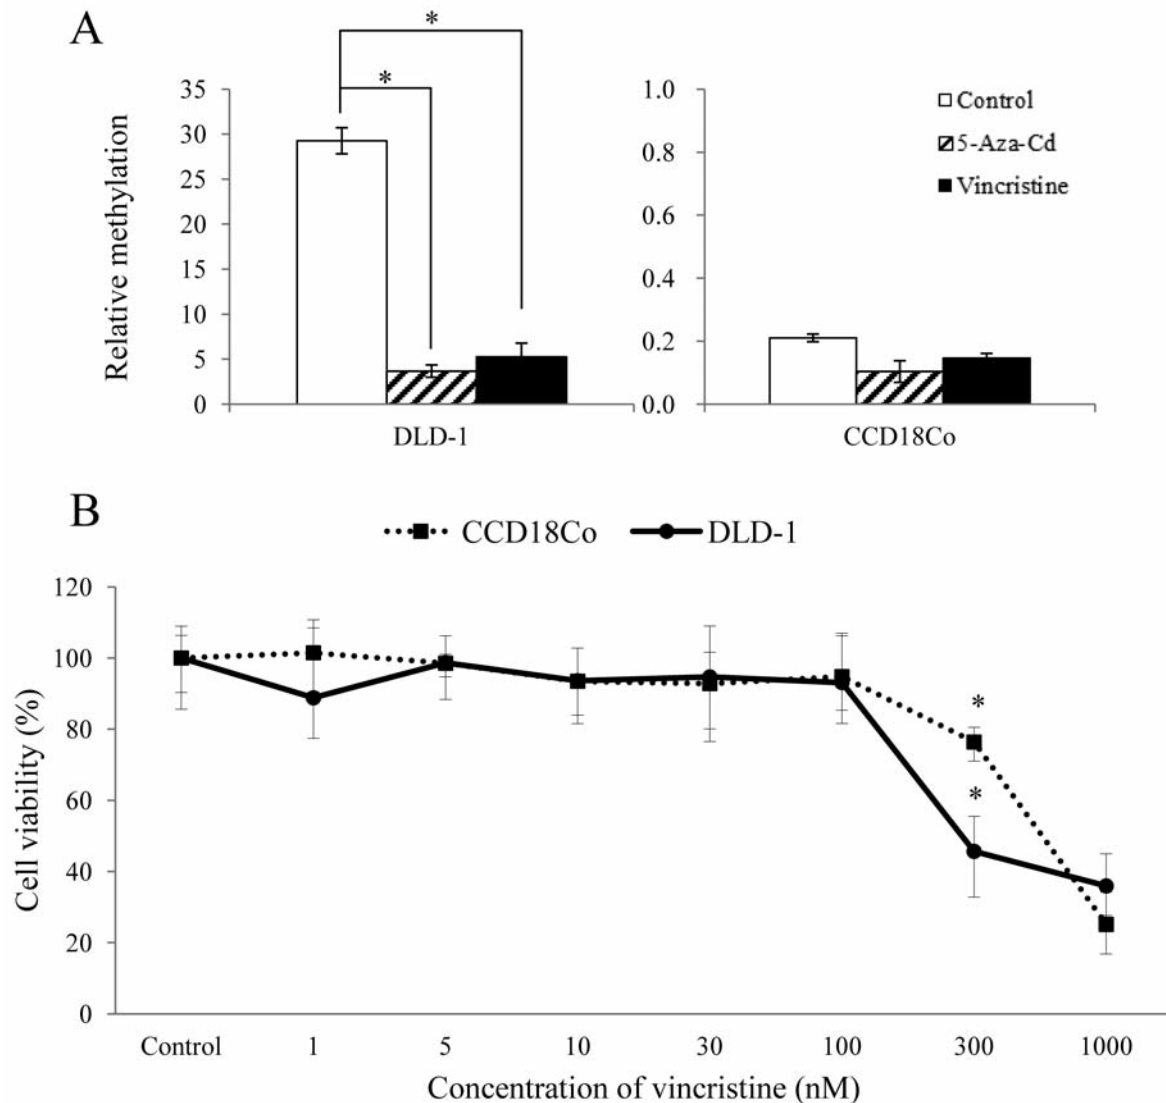 A
*
*
Relative methylation
35
30
25
20
15
10
5
0
DLD-1
1.0
0.8
0.6
0.4
0.2
0.0
CCD18Co
Control
5-Aza-Cd
Vincristine
B
CCD18Co DLD-1
Cell viability (%)
120
100
80
60
40
20
0
*
*
Control 1 5 10 30 100 300 1000
Concentration of vincristine (nM)